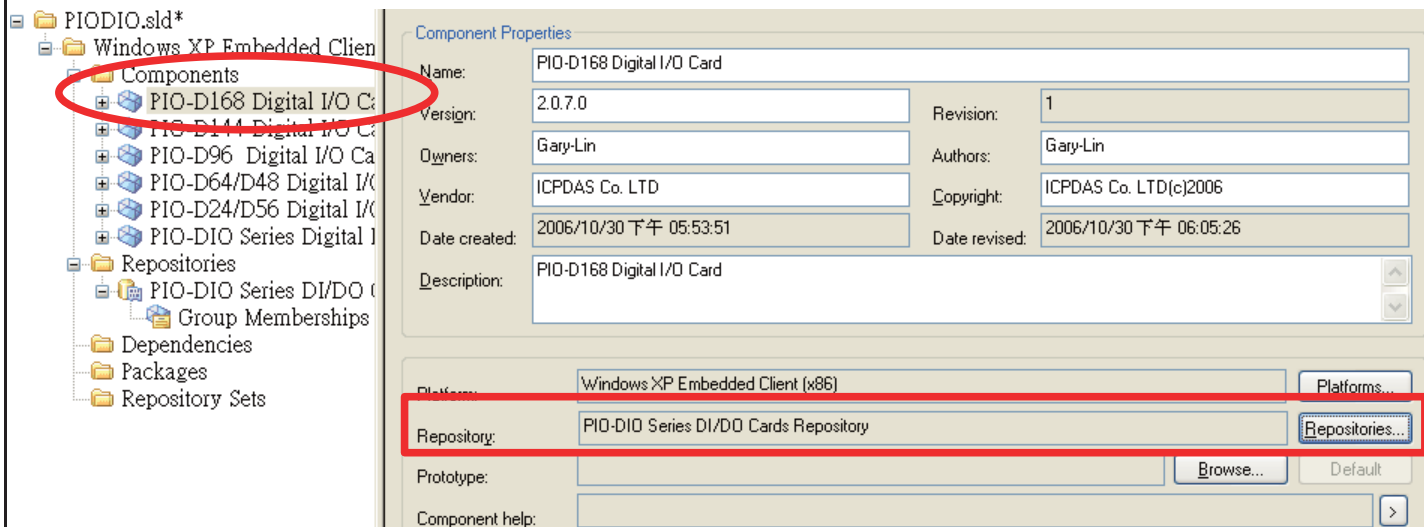 PIODIO.sld*
Windows XP Embedded Clien
Components
PIO-D168 Digital I/O Ca
PIO-D144 Digital I/O Ca
PIO-D96  Digital I/O Ca
PIO-D64/D48 Digital I/(
PIO-D24/D56 Digital I/(
PIO-DIO Series Digital I
Repositories
PIO-DIO Series DI/DO (
Group Memberships
Dependencies
Packages
Repository Sets
Component Properties
Name: PIO-D168 Digital I/O Card
Version: 2.0.7.0 Revision: 1
Owners: Gary-Lin Authors: Gary-Lin
Vendor: ICPDAS Co. LTD Copyright: ICPDAS Co. LTD(c)2006
Date created: 2006/10/30 下午 05:53:51 Date revised: 2006/10/30 下午 06:05:26
Description: PIO-D168 Digital I/O Card
Platform: Windows XP Embedded Client (x86) Platforms...
Repository: PIO-DIO Series DI/DO Cards Repository Repositories...
Prototype: Browse... Default
Component help: >